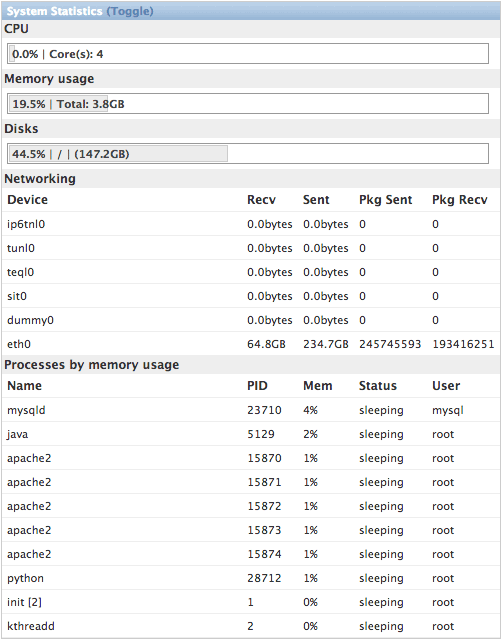 System Statistics (Toggle)
CPU
0.0% | Core(s): 4
Memory usage
19.5% | Total: 3.8GB
Disks
44.5% | / | (147.2GB)
Networking
Device Recv Sent Pkg Sent Pkg Recv
ip6tnl0 0.0bytes 0.0bytes 0 0
tunl0 0.0bytes 0.0bytes 0 0
teql0 0.0bytes 0.0bytes 0 0
sit0 0.0bytes 0.0bytes 0 0
dummy0 0.0bytes 0.0bytes 0 0
eth0 64.8GB 234.7GB 245745593 193416251
Processes by memory usage
Name PID Mem Status User
mysqld 23710 4% sleeping mysql
java 5129 2% sleeping root
apache2 15870 1% sleeping root
apache2 15871 1% sleeping root
apache2 15872 1% sleeping root
apache2 15873 1% sleeping root
apache2 15874 1% sleeping root
python 28712 1% sleeping root
init [2] 1 0% sleeping root
kthreadd 2 0% sleeping root